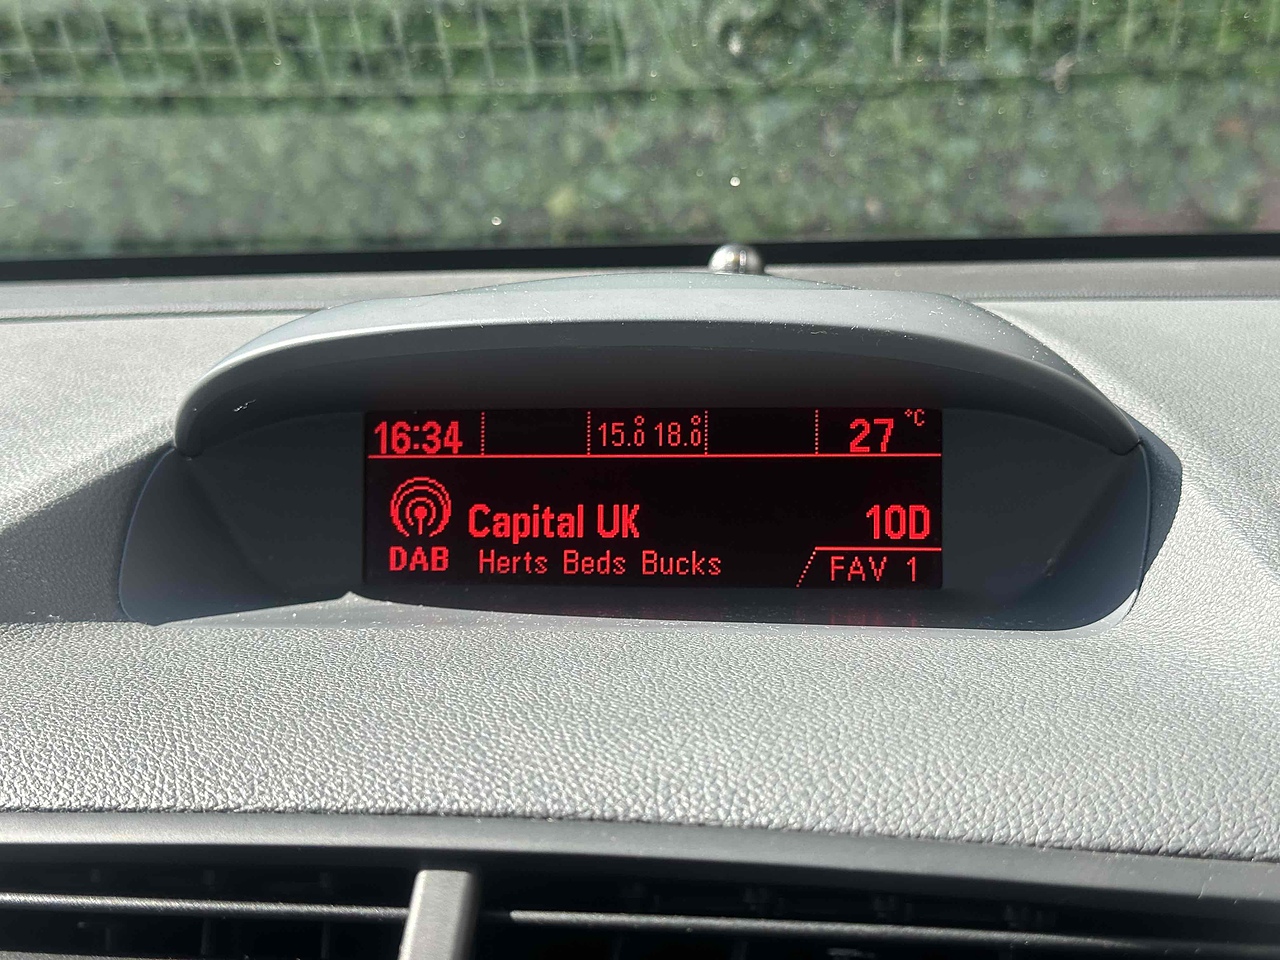 16:34 15.0 18.0 27 °C
Capital UK 10D
DAB Herts Beds Bucks FAV 1